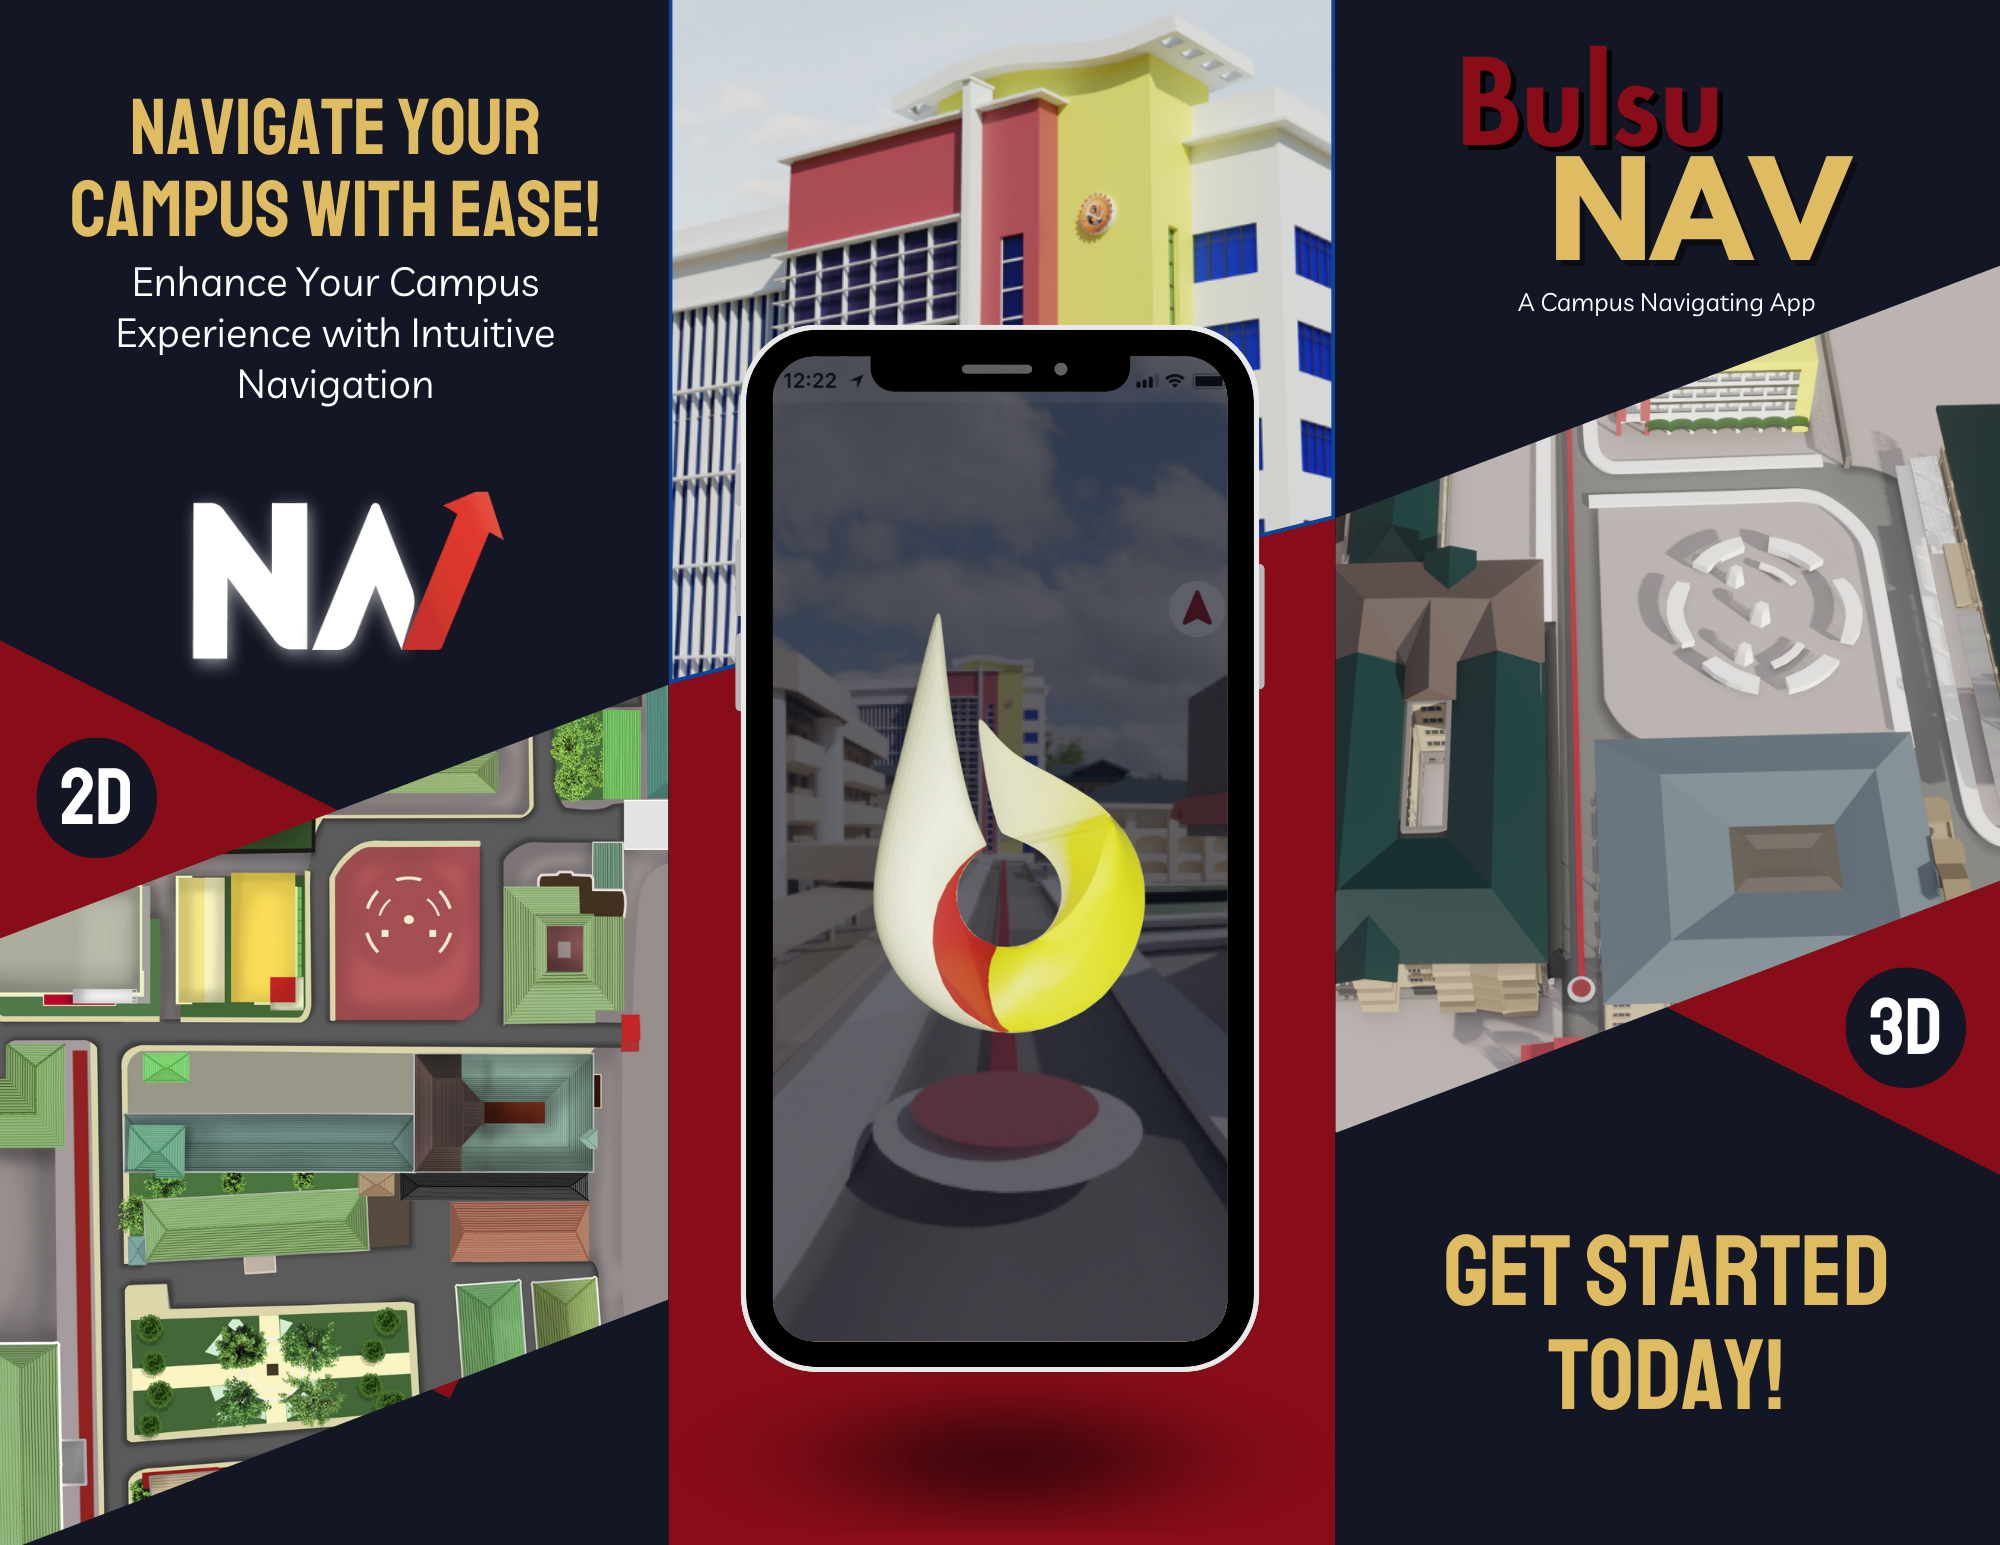 NAVIGATE YOUR
CAMPUS WITH EASE!
Enhance Your Campus
Experience with Intuitive
Navigation
NAV
2D
12:22
Bulsu
NAV
A Campus Navigating App
3D
GET STARTED
TODAY!